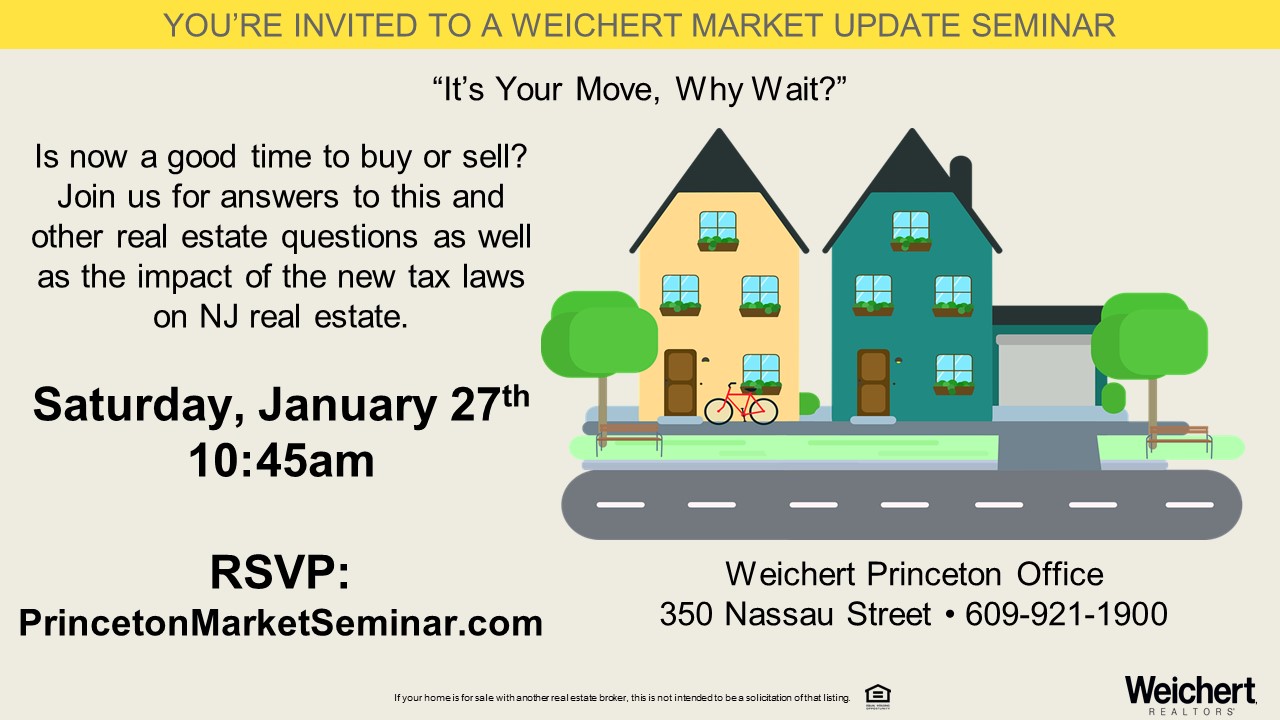 YOU'RE INVITED TO A WEICHERT MARKET UPDATE SEMINAR
“It's Your Move, Why Wait?”
Is now a good time to buy or sell?
Join us for answers to this and
other real estate questions as well
as the impact of the new tax laws
on NJ real estate.
Saturday, January 27th
10:45am
RSVP:
PrincetonMarketSeminar.com
Weichert Princeton Office
350 Nassau Street • 609-921-1900
If your home is for sale with another real estate broker, this is not intended to be a solicitation of that listing.
EQUAL HOUSING
OPPORTUNITY
Weichert
REALTORS®